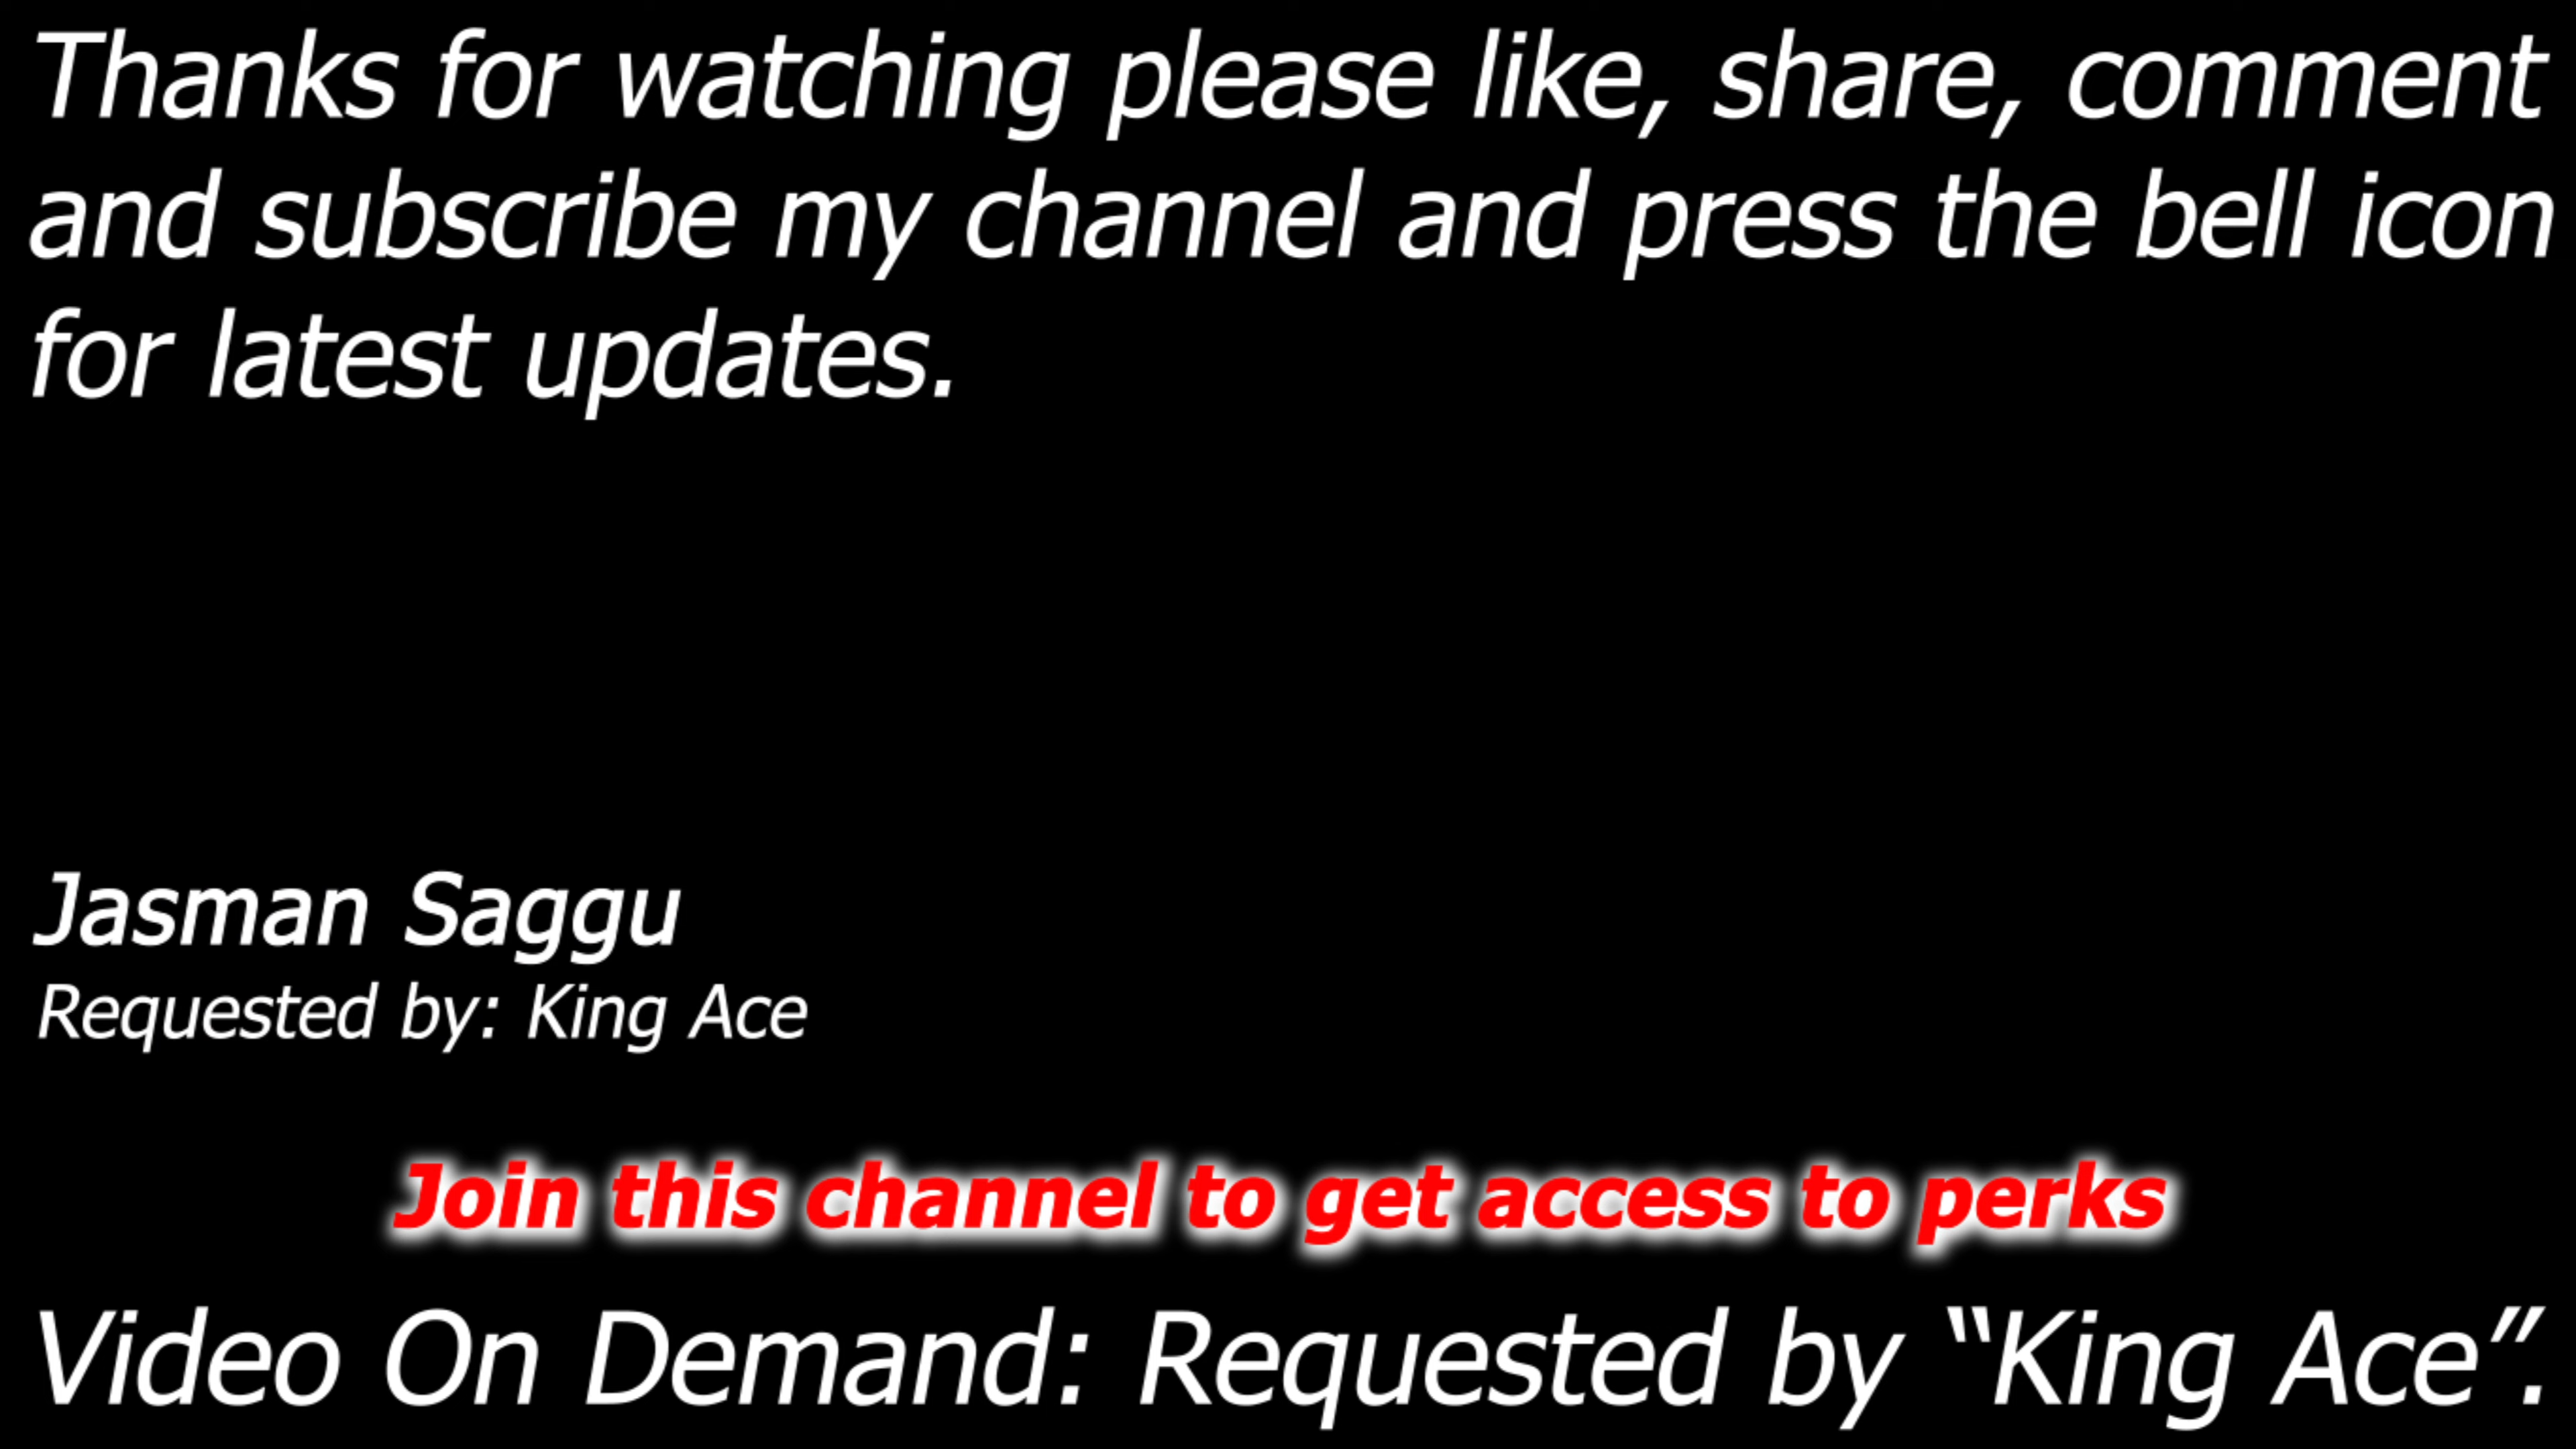 Thanks for watching please like, share, comment
and subscribe my channel and press the bell icon
for latest updates.
Jasman Saggu
Requested by: King Ace
Join this channel to get access to perks
Video On Demand: Requested by “King Ace”.